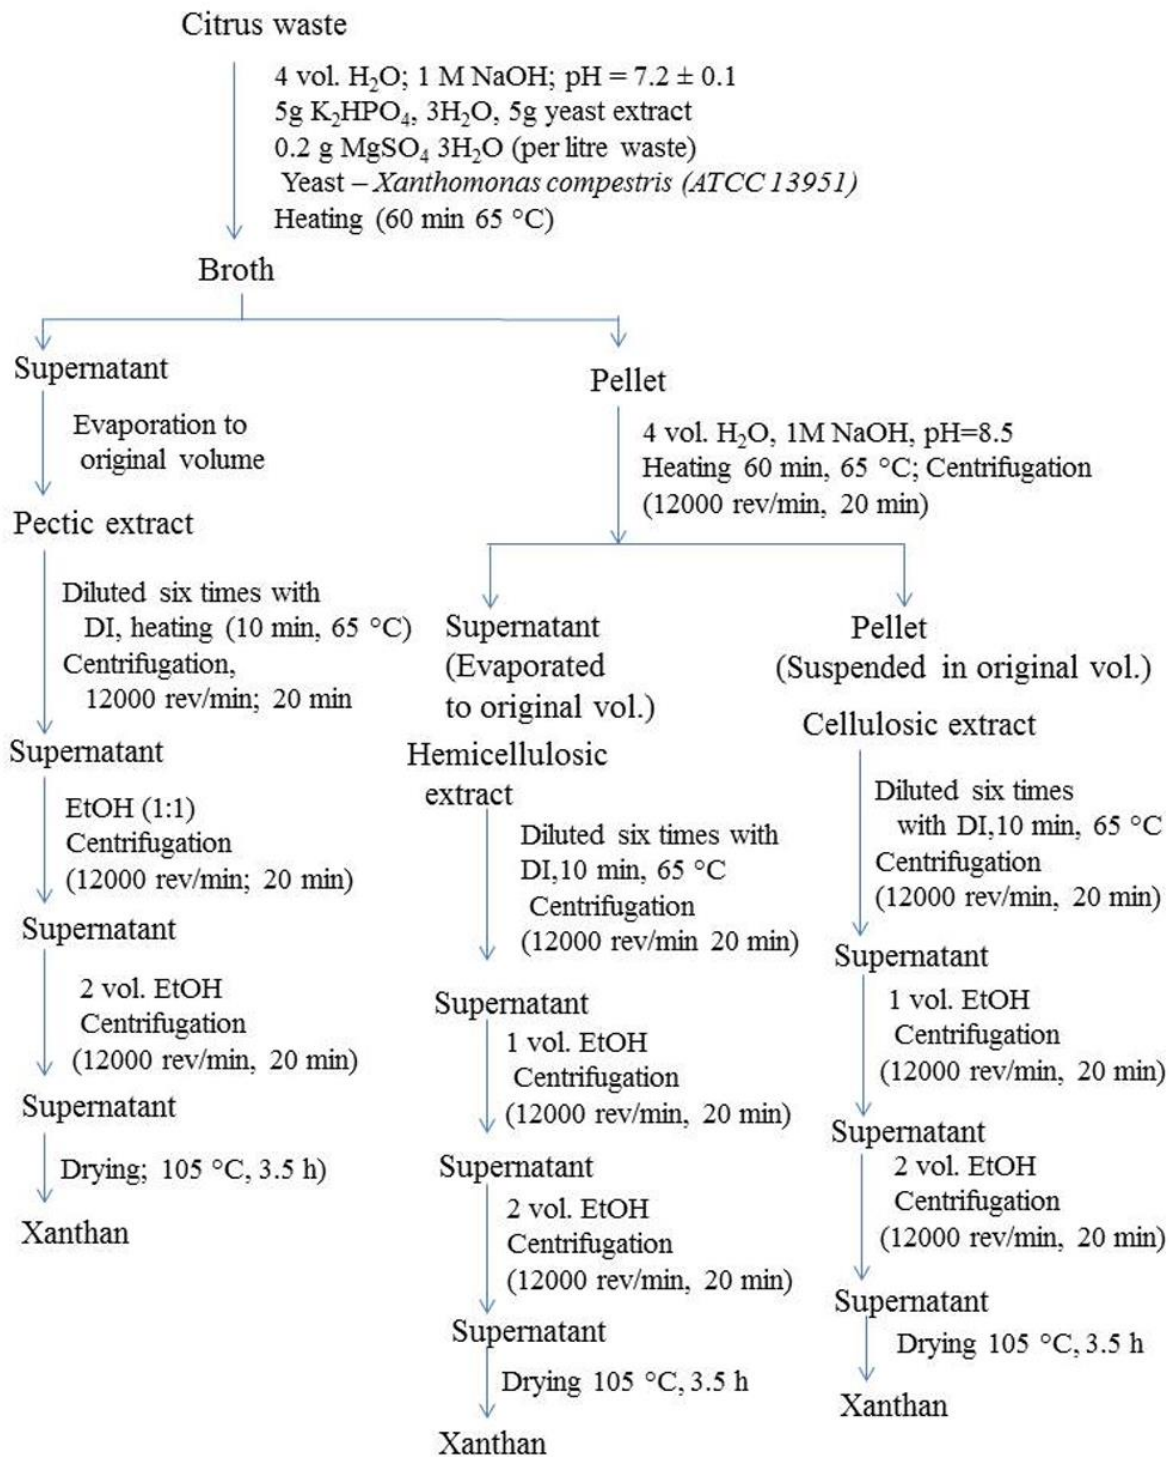 Citrus waste
4 vol. H₂O; 1 M NaOH; pH = 7.2 ± 0.1
5g K₂HPO₄, 3H₂O, 5g yeast extract
0.2 g MgSO₄ 3H₂O (per litre waste)
Yeast – Xanthomonas compestris (ATCC 13951)
Heating (60 min 65 °C)
Broth
Supernatant
Evaporation to
original volume
Pectic extract
Diluted six times with
DI, heating (10 min, 65 °C)
Centrifugation,
12000 rev/min; 20 min
Supernatant
EtOH (1:1)
Centrifugation
(12000 rev/min; 20 min)
Supernatant
2 vol. EtOH
Centrifugation
(12000 rev/min, 20 min)
Supernatant
Drying; 105 °C, 3.5 h)
Xanthan
Pellet
4 vol. H₂O, 1M NaOH, pH=8.5
Heating 60 min, 65 °C; Centrifugation
(12000 rev/min, 20 min)
Supernatant
(Evaporated
to original vol.)
Hemicellulosic
extract
Diluted six times with
DI,10 min, 65 °C
Centrifugation
(12000 rev/min 20 min)
Supernatant
1 vol. EtOH
Centrifugation
(12000 rev/min, 20 min)
Supernatant
2 vol. EtOH
Centrifugation
(12000 rev/min, 20 min)
Supernatant
Drying 105 °C, 3.5 h
Xanthan
Pellet
(Suspended in original vol.)
Cellulosic extract
Diluted six times
with DI,10 min, 65 °C
Centrifugation
(12000 rev/min, 20 min)
Supernatant
1 vol. EtOH
Centrifugation
(12000 rev/min, 20 min)
Supernatant
2 vol. EtOH
Centrifugation
(12000 rev/min, 20 min)
Supernatant
Drying 105 °C, 3.5 h
Xanthan